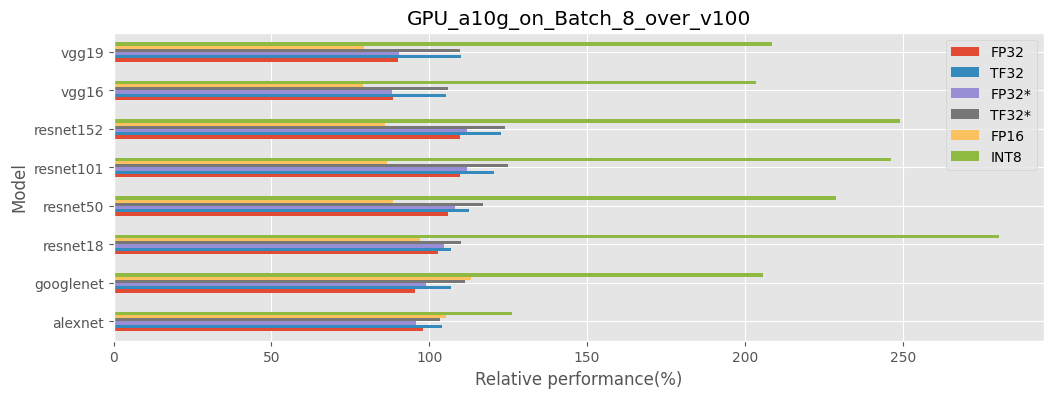 GPU_a10g_on_Batch_8_over_v100
vgg19
vgg16
resnet152
resnet101
resnet50
resnet18
googlenet
alexnet
Model
0 50 100 150 200 250
Relative performance(%)
FP32
TF32
FP32*
TF32*
FP16
INT8